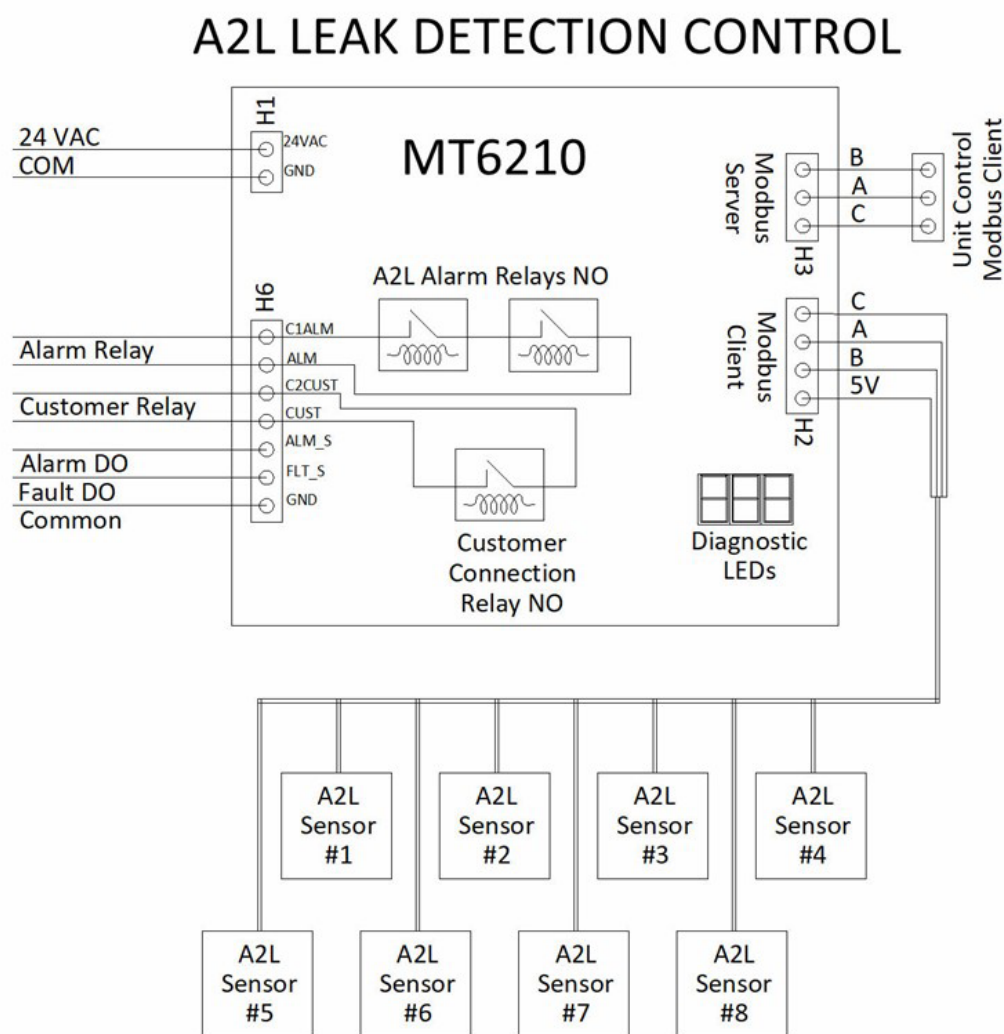 A2L LEAK DETECTION CONTROL
H1
24 VAC
24VAC
COM
GND
MT6210
Modbus
Server
H3
B
A
C
Unit Control
Modbus Client
A2L Alarm Relays NO
H6
C1ALM
Alarm Relay
ALM
C2CUST
Customer Relay
CUST
ALM_S
Alarm DO
FLT_S
Fault DO
GND
Common
Modbus
Client
H2
C
A
B
5V
Customer
Connection
Relay NO
Diagnostic
LEDs
A2L
Sensor
#1
A2L
Sensor
#2
A2L
Sensor
#3
A2L
Sensor
#4
A2L
Sensor
#5
A2L
Sensor
#6
A2L
Sensor
#7
A2L
Sensor
#8